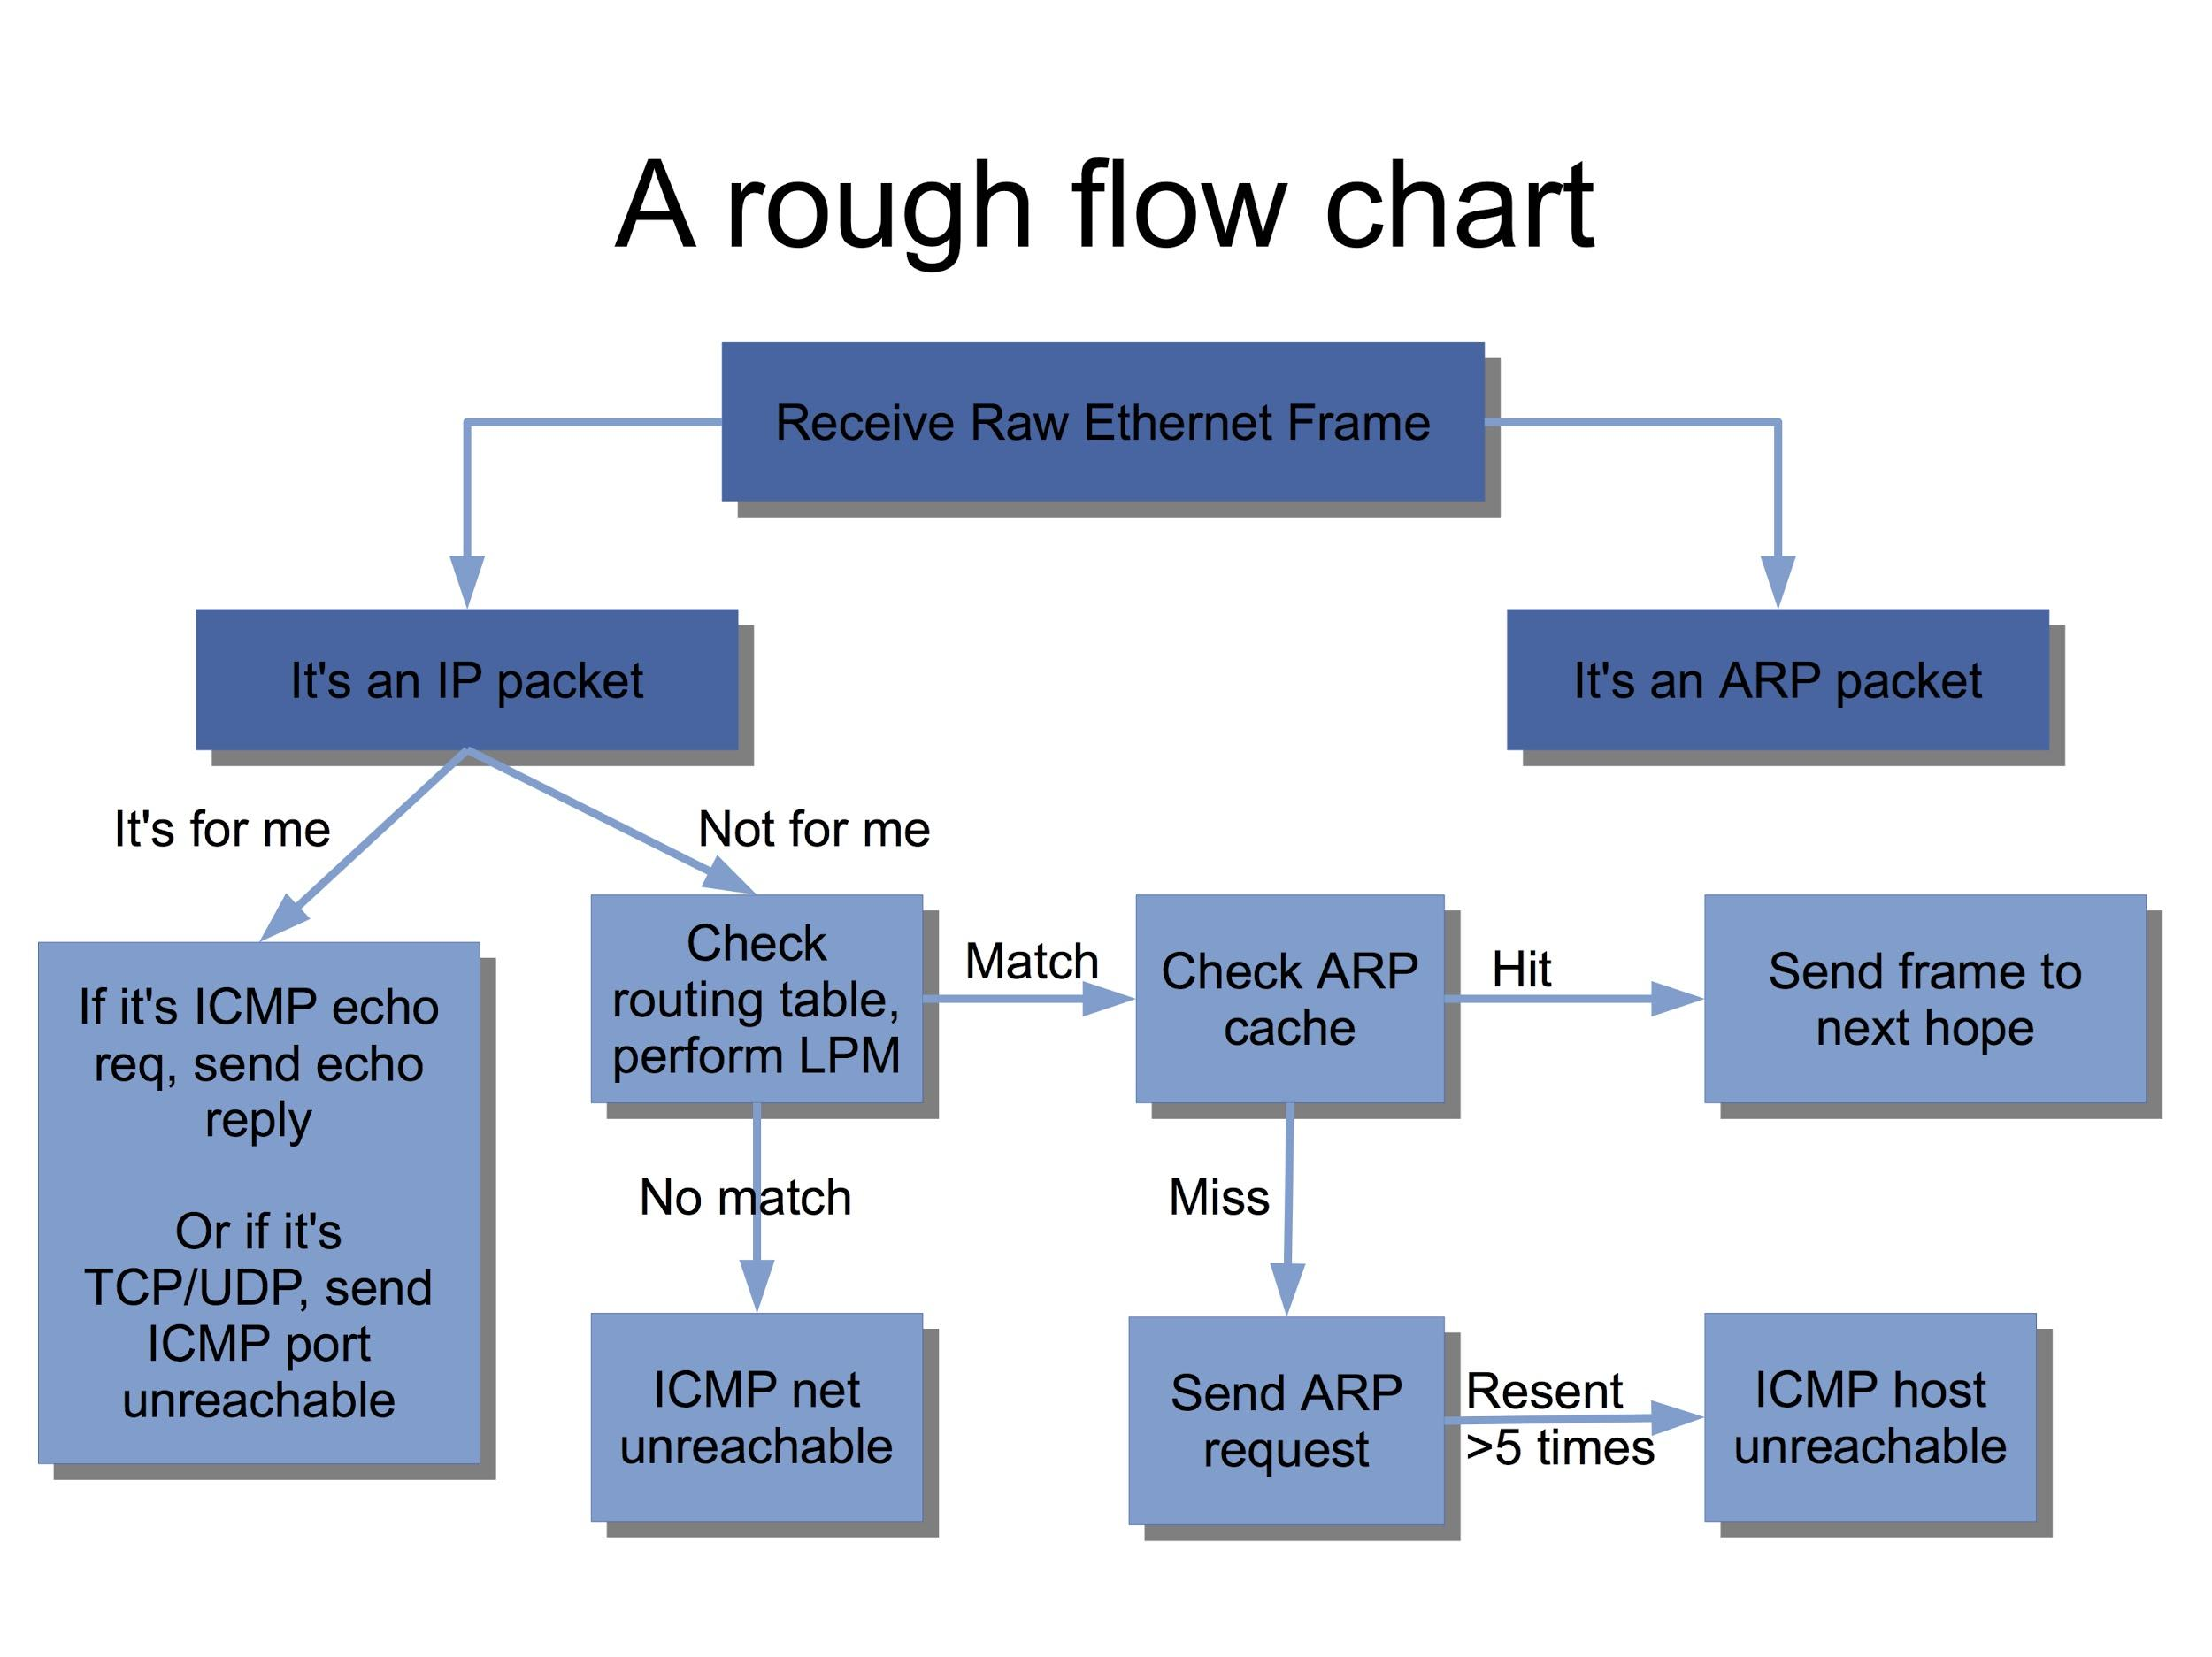 A rough flow chart
Receive Raw Ethernet Frame
It's an IP packet
It's an ARP packet
It's for me
Not for me
If it's ICMP echo
req, send echo
reply
Or if it's
TCP/UDP, send
ICMP port
unreachable
Check
routing table,
perform LPM
Match
Check ARP
cache
Hit
Send frame to
next hope
No match
Miss
ICMP net
unreachable
Send ARP
request
Resent
>5 times
ICMP host
unreachable